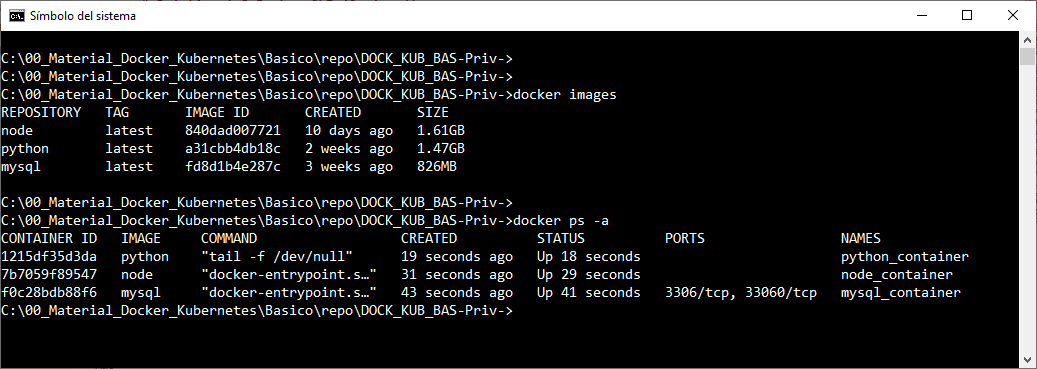 Símbolo del sistema
C:\00_Material_Docker_Kubernetes\Basico\repo\DOCK_KUB_BAS-Priv->
C:\00_Material_Docker_Kubernetes\Basico\repo\DOCK_KUB_BAS-Priv->
C:\00_Material_Docker_Kubernetes\Basico\repo\DOCK_KUB_BAS-Priv->docker images
REPOSITORY   TAG       IMAGE ID       CREATED       SIZE
node         latest    840dad007721   10 days ago   1.61GB
python       latest    a31cbb4db18c   2 weeks ago   1.47GB
mysql        latest    fd8d1b4e287c   3 weeks ago   826MB
C:\00_Material_Docker_Kubernetes\Basico\repo\DOCK_KUB_BAS-Priv->
C:\00_Material_Docker_Kubernetes\Basico\repo\DOCK_KUB_BAS-Priv->docker ps -a
CONTAINER ID   IMAGE     COMMAND                  CREATED          STATUS          PORTS                 NAMES
1215df35d3da   python    "tail -f /dev/null"      19 seconds ago   Up 18 seconds                         python_container
7b7059f89547   node      "docker-entrypoint.s…"   31 seconds ago   Up 29 seconds                         node_container
f0c28bdb88f6   mysql     "docker-entrypoint.s…"   43 seconds ago   Up 41 seconds   3306/tcp, 33060/tcp   mysql_container
C:\00_Material_Docker_Kubernetes\Basico\repo\DOCK_KUB_BAS-Priv->